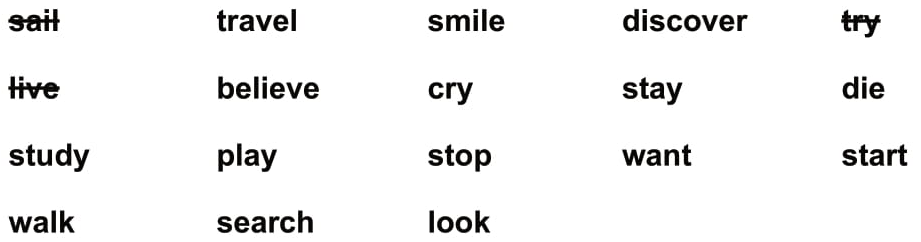 sail travel smile discover try
live believe cry stay die
study play stop want start
walk search look